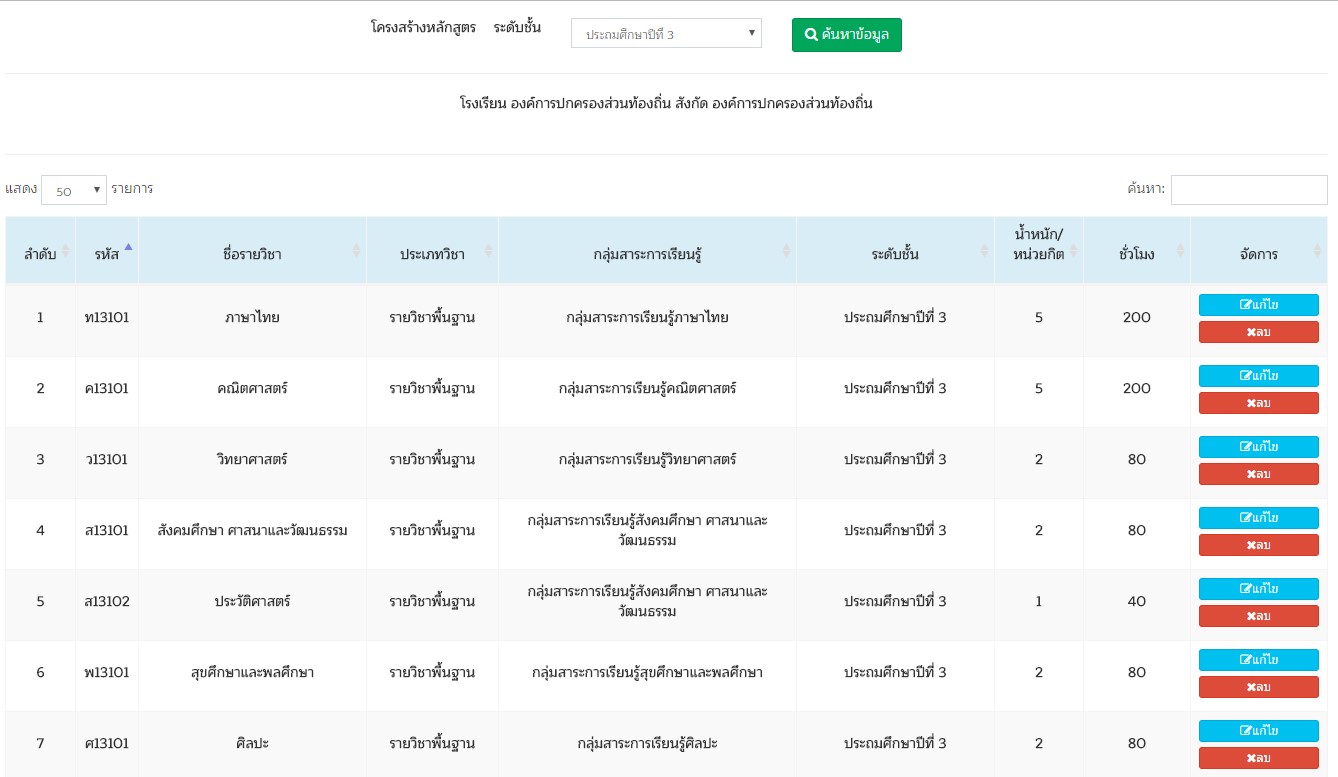 โครงสร้างหลักสูตร ระดับชั้น ประถมศึกษาปีที่ 3 ค้นหาข้อมูล
โรงเรียน องค์การปกครองส่วนท้องถิ่น สังกัด องค์การปกครองส่วนท้องถิ่น
แสดง 50 รายการ ค้นหา:
ลำดับ รหัส ชื่อรายวิชา ประเภทวิชา กลุ่มสาระการเรียนรู้ ระดับชั้น น้ำหนัก/ ชั่วโมง จัดการ
หน่วยกิต
1 ท13101 ภาษาไทย รายวิชาพื้นฐาน กลุ่มสาระการเรียนรู้ภาษาไทย ประถมศึกษาปีที่ 3 5 200 แก้ไข
ลบ
2 ค13101 คณิตศาสตร์ รายวิชาพื้นฐาน กลุ่มสาระการเรียนรู้คณิตศาสตร์ ประถมศึกษาปีที่ 3 5 200 แก้ไข
ลบ
3 ว13101 วิทยาศาสตร์ รายวิชาพื้นฐาน กลุ่มสาระการเรียนรู้วิทยาศาสตร์ ประถมศึกษาปีที่ 3 2 80 แก้ไข
ลบ
4 ส13101 สังคมศึกษา ศาสนาและวัฒนธรรม รายวิชาพื้นฐาน กลุ่มสาระการเรียนรู้สังคมศึกษา ศาสนาและ ประถมศึกษาปีที่ 3 2 80 แก้ไข
วัฒนธรรม ลบ
5 ส13102 ประวัติศาสตร์ รายวิชาพื้นฐาน กลุ่มสาระการเรียนรู้สังคมศึกษา ศาสนาและ ประถมศึกษาปีที่ 3 1 40 แก้ไข
วัฒนธรรม ลบ
6 พ13101 สุขศึกษาและพลศึกษา รายวิชาพื้นฐาน กลุ่มสาระการเรียนรู้สุขศึกษาและพลศึกษา ประถมศึกษาปีที่ 3 2 80 แก้ไข
ลบ
7 ศ13101 ศิลปะ รายวิชาพื้นฐาน กลุ่มสาระการเรียนรู้ศิลปะ ประถมศึกษาปีที่ 3 2 80 แก้ไข
ลบ